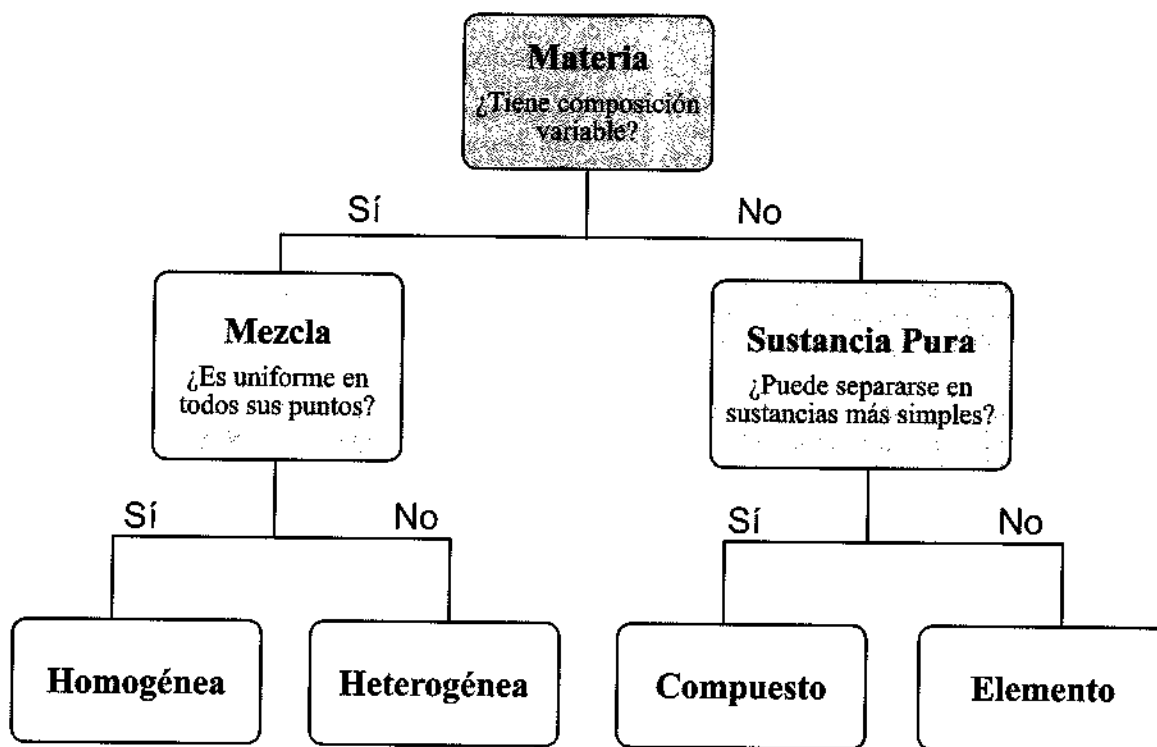 Materia
¿Tiene composición
variable?
Sí
No
Mezcla
¿Es uniforme en
todos sus puntos?
Sustancia Pura
¿Puede separarse en
sustancias más simples?
Sí
No
Sí
No
Homogénea
Heterogénea
Compuesto
Elemento